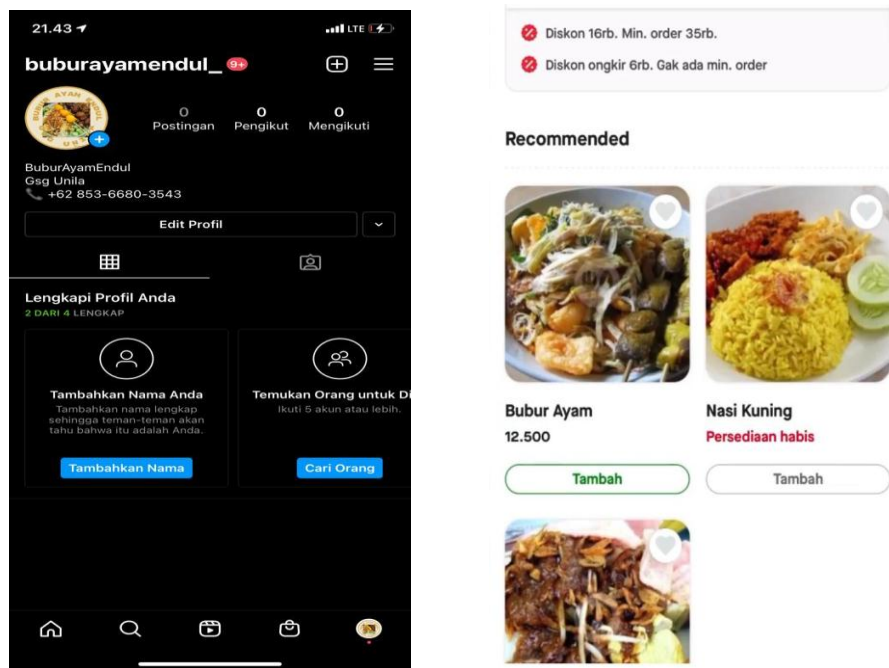 21.43
LTE
buburayamendul_ 9+
0 0 0
Postingan Pengikut Mengikuti
BuburAyamEndul
Gsg Unila
+62 853-6680-3543
Edit Profil
Lengkapi Profil Anda
2 DARI 4 LENGKAP
Tambahkan Nama Anda
Tambahkan nama lengkap
sehingga teman-teman akan
tahu bahwa itu adalah Anda.
Tambahkan Nama
Temukan Orang untuk Di
Ikuti 5 akun atau lebih.
Cari Orang
Diskon 16rb. Min. order 35rb.
Diskon ongkir 6rb. Gak ada min. order
Recommended
Bubur Ayam
12.500
Tambah
Nasi Kuning
Persediaan habis
Tambah